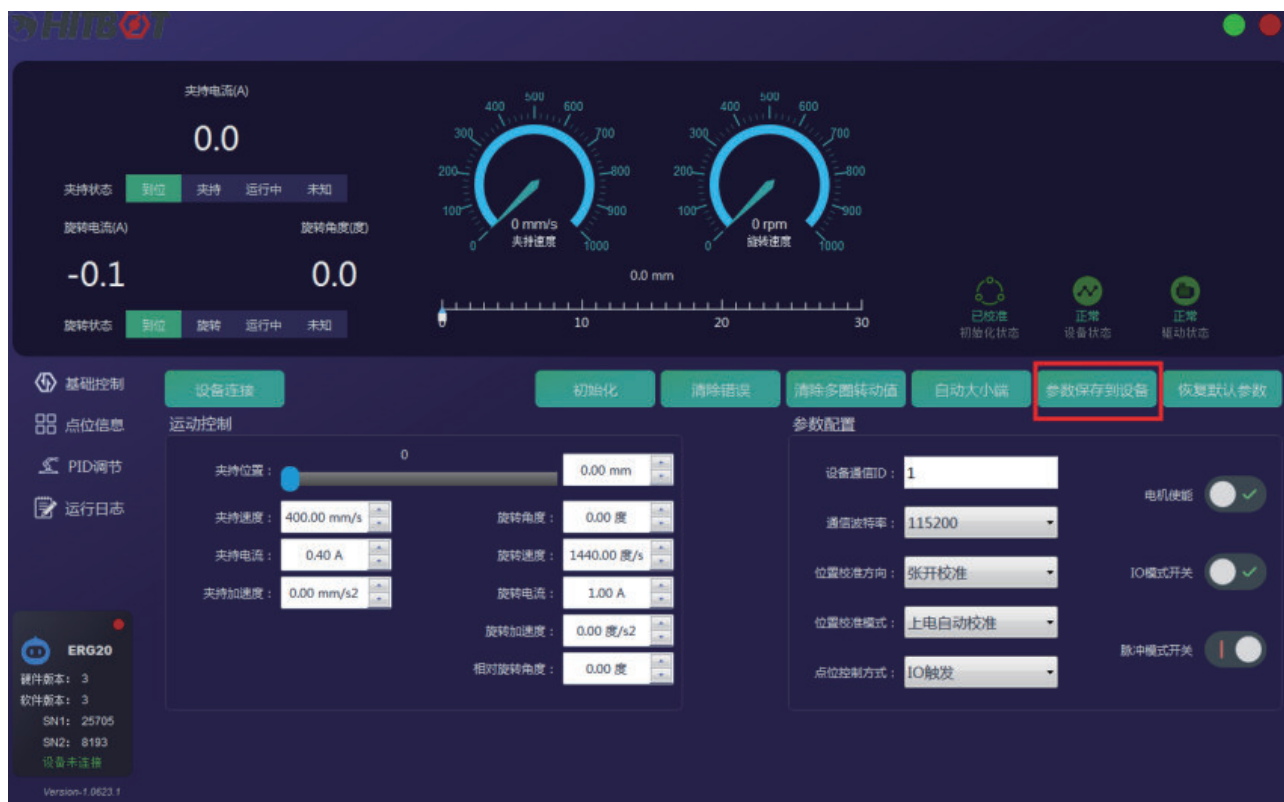 HITBOT
夹持电流(A)
0.0
夹持状态 到位 夹持 运行中 未知
旋转电流(A) 旋转角度(度)
-0.1 0.0
旋转状态 到位 旋转 运行中 未知
0 100 200 300 400 500 600 700 800 900 1000
0 mm/s
夹持速度
0 100 200 300 400 500 600 700 800 900 1000
0 rpm
旋转速度
0.0 mm
0 10 20 30
已校准 正常 正常
初始化状态 设备状态 驱动状态
基础控制
点位信息
PID调节
运行日志
设备连接 初始化 清除错误 清除多圈转动值 自动大小端 参数保存到设备 恢复默认参数
运动控制
0
夹持位置： 0.00 mm
夹持速度： 400.00 mm/s 旋转角度： 0.00 度
夹持电流： 0.40 A 旋转速度： 1440.00 度/s
夹持加速度： 0.00 mm/s2 旋转电流： 1.00 A
旋转加速度： 0.00 度/s2
相对旋转角度： 0.00 度
参数配置
设备通信ID： 1
通信波特率： 115200
位置校准方向： 张开校准
位置校准模式： 上电自动校准
点位控制方式： IO触发
电机使能
IO模式开关
脉冲模式开关
ERG20
硬件版本： 3
软件版本： 3
SN1: 25705
SN2: 8193
设备未连接
Version-1.0623.1